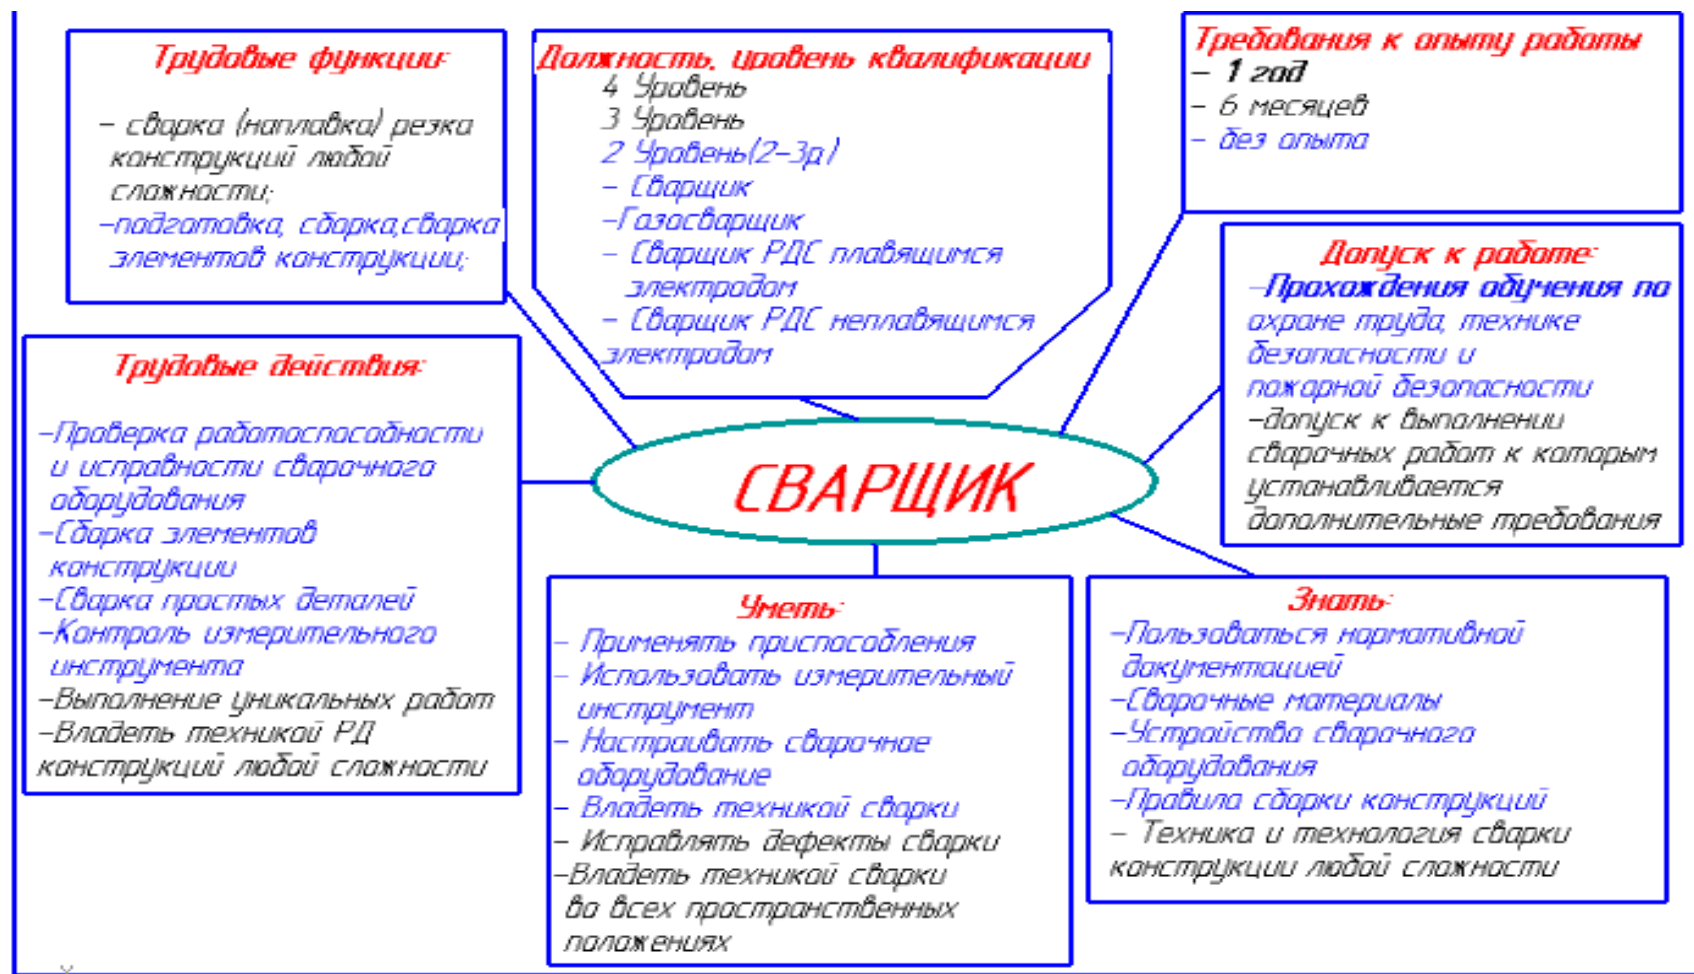 Трудовые функции:
- сварка (наплавка) резка
конструкций любой
сложности;
-подготовка, сборка,сварка
элементов конструкции;
Должность, уровень квалификации
4 Уровень
3 Уровень
2 Уровень(2-3р)
- Сварщик
-Газосварщик
- Сварщик РДС плавящимся
электродом
- Сварщик РДС неплавящимся
электродом
Требования к опыту работы
- 1 год
- 6 месяцев
- без опыта
Допуск к работе:
-Прохождения обучения по
охране труда, технике
безопасности и
пожарной безопасности
-допуск к выполнении
сварочных работ к которым
устанавливается
дополнительные требования
Трудовые действия:
-Проверка работоспособности
и исправности сварочного
оборудования
-Сборка элементов
конструкции
-Сварка простых деталей
-Контроль измерительного
инструмента
-Выполнение уникальных работ
-Владеть техникой РД
конструкций любой сложности
СВАРЩИК
Уметь:
- Применять приспособления
- Использовать измерительный
инструмент
- Настраивать сварочное
оборудование
- Владеть техникой сварки
- Исправлять дефекты сварки
-Владеть техникой сварки
во всех пространственных
положениях
Знать:
-Пользоваться нормативной
документацией
-Сварочные материалы
-Устройство сварочного
оборудования
-Правила сборки конструкций
- Техника и технология сварки
конструкции любой сложности